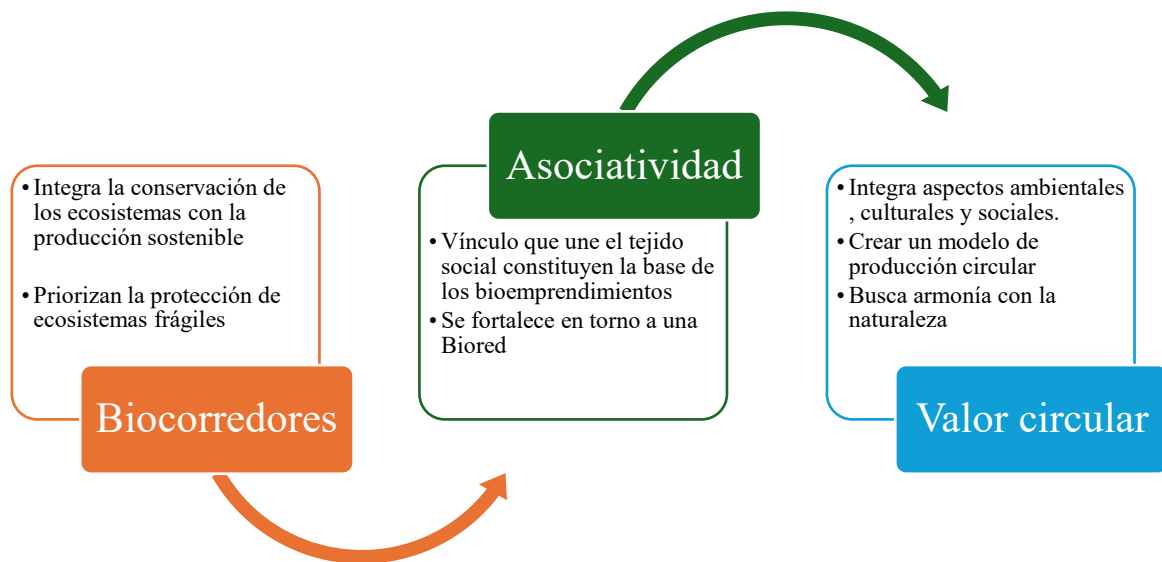 • Integra la conservación de
los ecosistemas con la
producción sostenible
• Priorizan la protección de
ecosistemas frágiles
Biocorredores
Asociatividad
• Vínculo que une el tejido
social constituyen la base de
los bioemprendimientos
• Se fortalece en torno a una
Biored
• Integra aspectos ambientales
, culturales y sociales.
• Crear un modelo de
producción circular
• Busca armonía con la
naturaleza
Valor circular